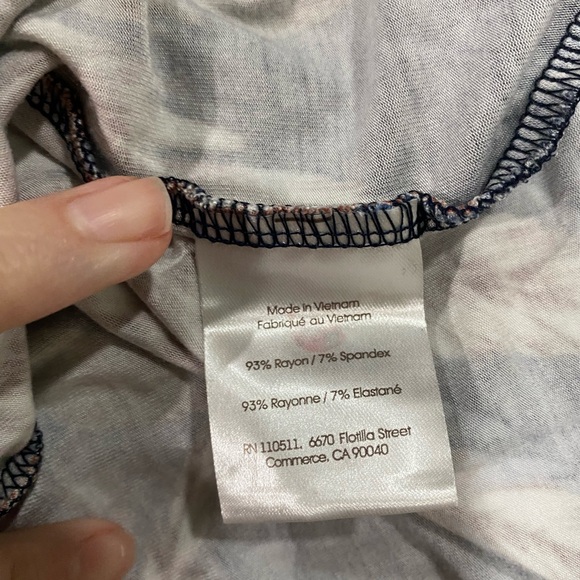 Made in Vietnam
Fabriqué au Vietnam
93% Rayon / 7% Spandex
93% Rayonne / 7% Elastané
RN 110511, 6670 Flotilla Street
Commerce, CA 90040